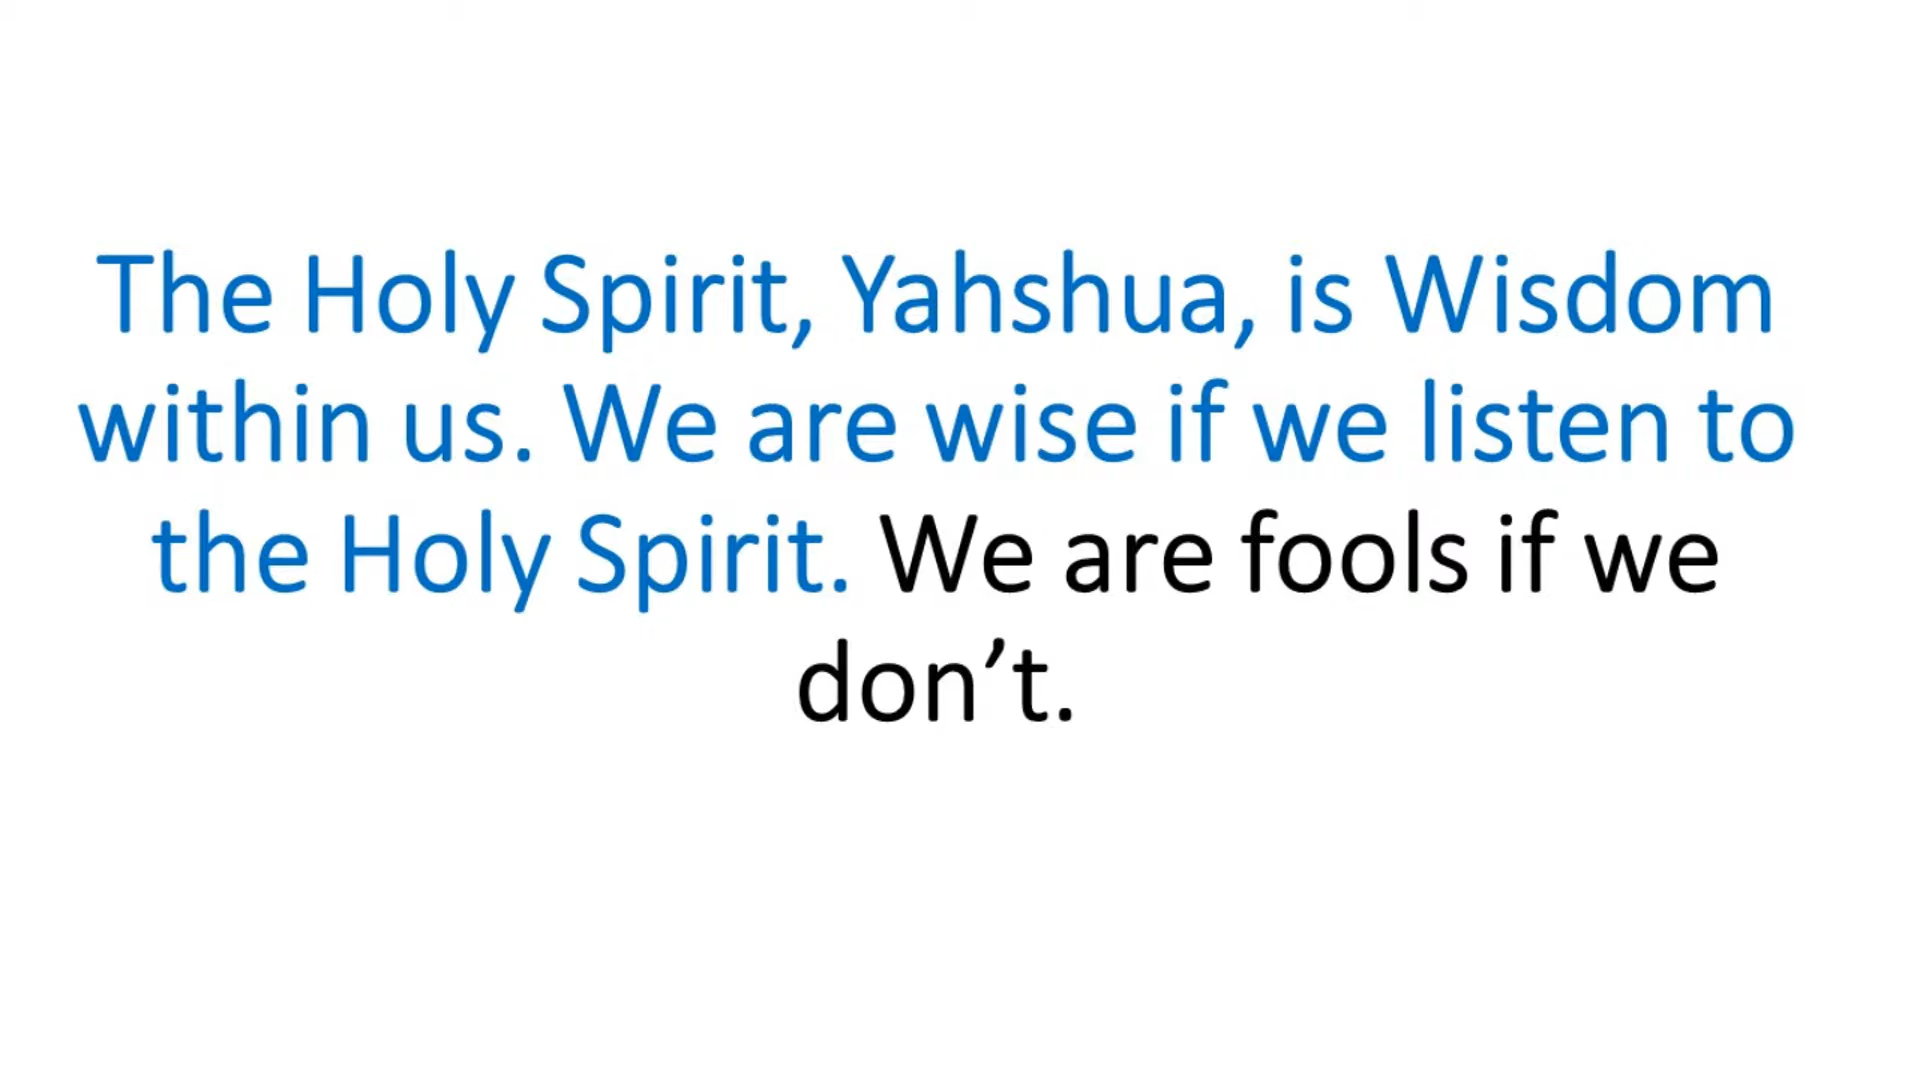 The Holy Spirit, Yahshua, is Wisdom
within us. We are wise if we listen to
the Holy Spirit. We are fools if we
don’t.